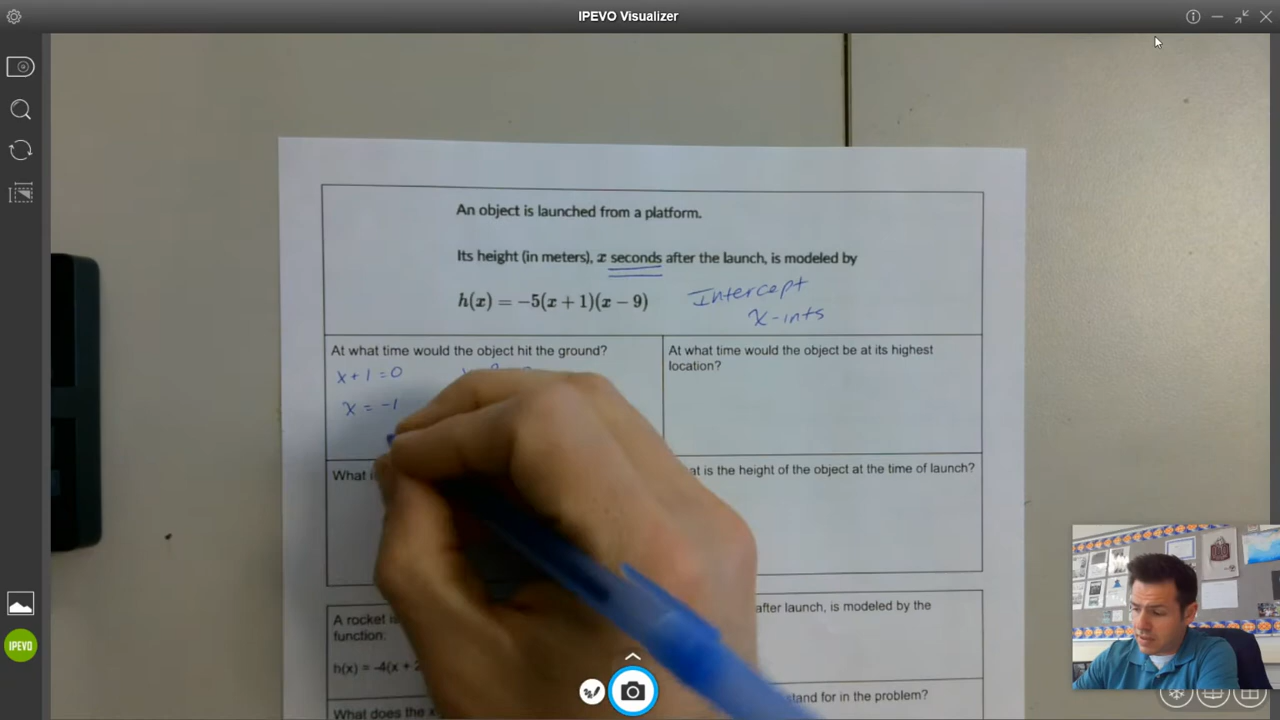 IPEVO Visualizer
An object is launched from a platform.
Its height (in meters), x seconds after the launch, is modeled by
h(x) = −5(x + 1)(x − 9)
Intercept
x-ints
At what time would the object hit the ground?
x + 1 = 0
x = -1
At what time would the object be at its highest
location?
What
is the height of the object at the time of launch?
A rocket
after launch, is modeled by the
function:
h(x) = -4(x +
stand for in the problem?
What does the
IPEVO